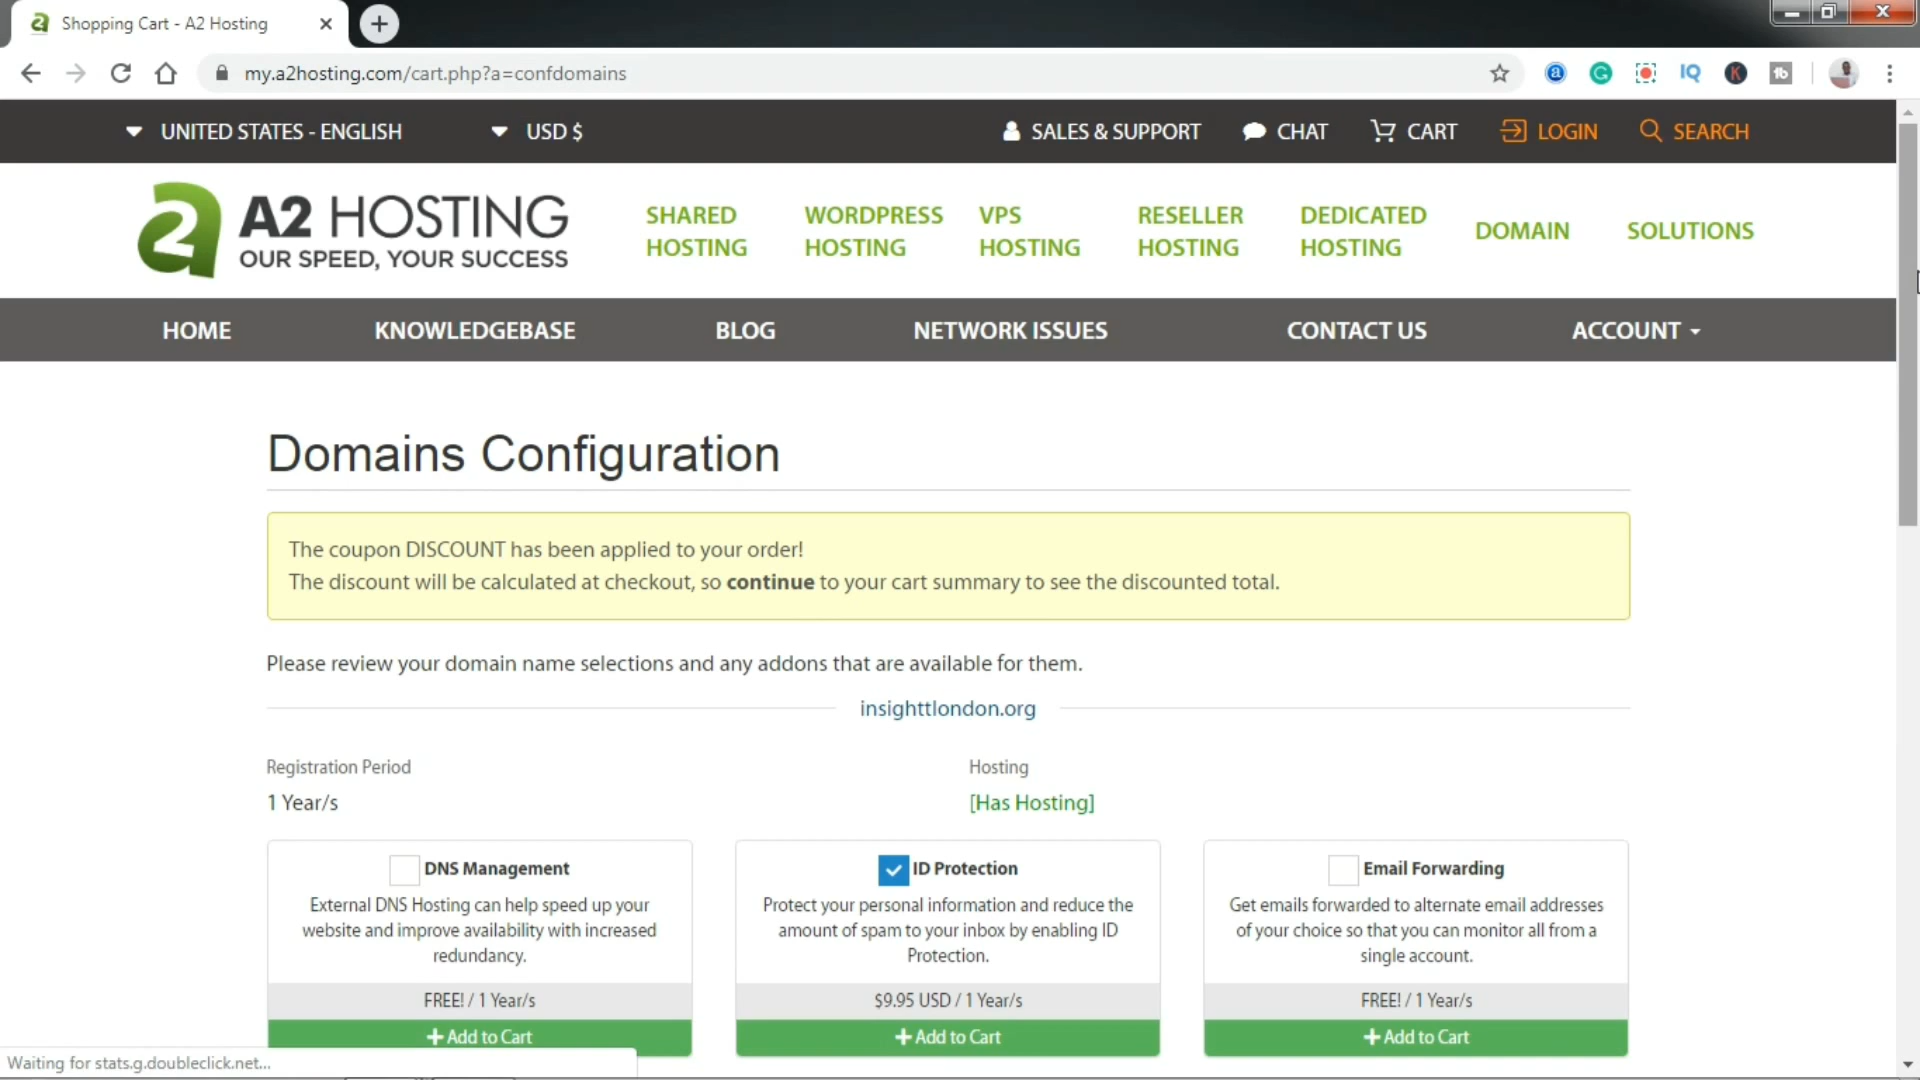 Shopping Cart - A2 Hosting
my.a2hosting.com/cart.php?a=confdomains
UNITED STATES - ENGLISH
USD $
SALES & SUPPORT
CHAT
CART
LOGIN
SEARCH
A2 HOSTING
OUR SPEED, YOUR SUCCESS
SHARED
HOSTING
WORDPRESS
HOSTING
VPS
HOSTING
RESELLER
HOSTING
DEDICATED
HOSTING
DOMAIN
SOLUTIONS
HOME
KNOWLEDGEBASE
BLOG
NETWORK ISSUES
CONTACT US
ACCOUNT
Domains Configuration
The coupon DISCOUNT has been applied to your order!
The discount will be calculated at checkout, so continue to your cart summary to see the discounted total.
Please review your domain name selections and any addons that are available for them.
insighttlondon.org
Registration Period
1 Year/s
Hosting
[Has Hosting]
DNS Management
External DNS Hosting can help speed up your
website and improve availability with increased
redundancy.
FREE! / 1 Year/s
+ Add to Cart
ID Protection
Protect your personal information and reduce the
amount of spam to your inbox by enabling ID
Protection.
$9.95 USD / 1 Year/s
+ Add to Cart
Email Forwarding
Get emails forwarded to alternate email addresses
of your choice so that you can monitor all from a
single account.
FREE! / 1 Year/s
+ Add to Cart
Waiting for stats.g.doubleclick.net...